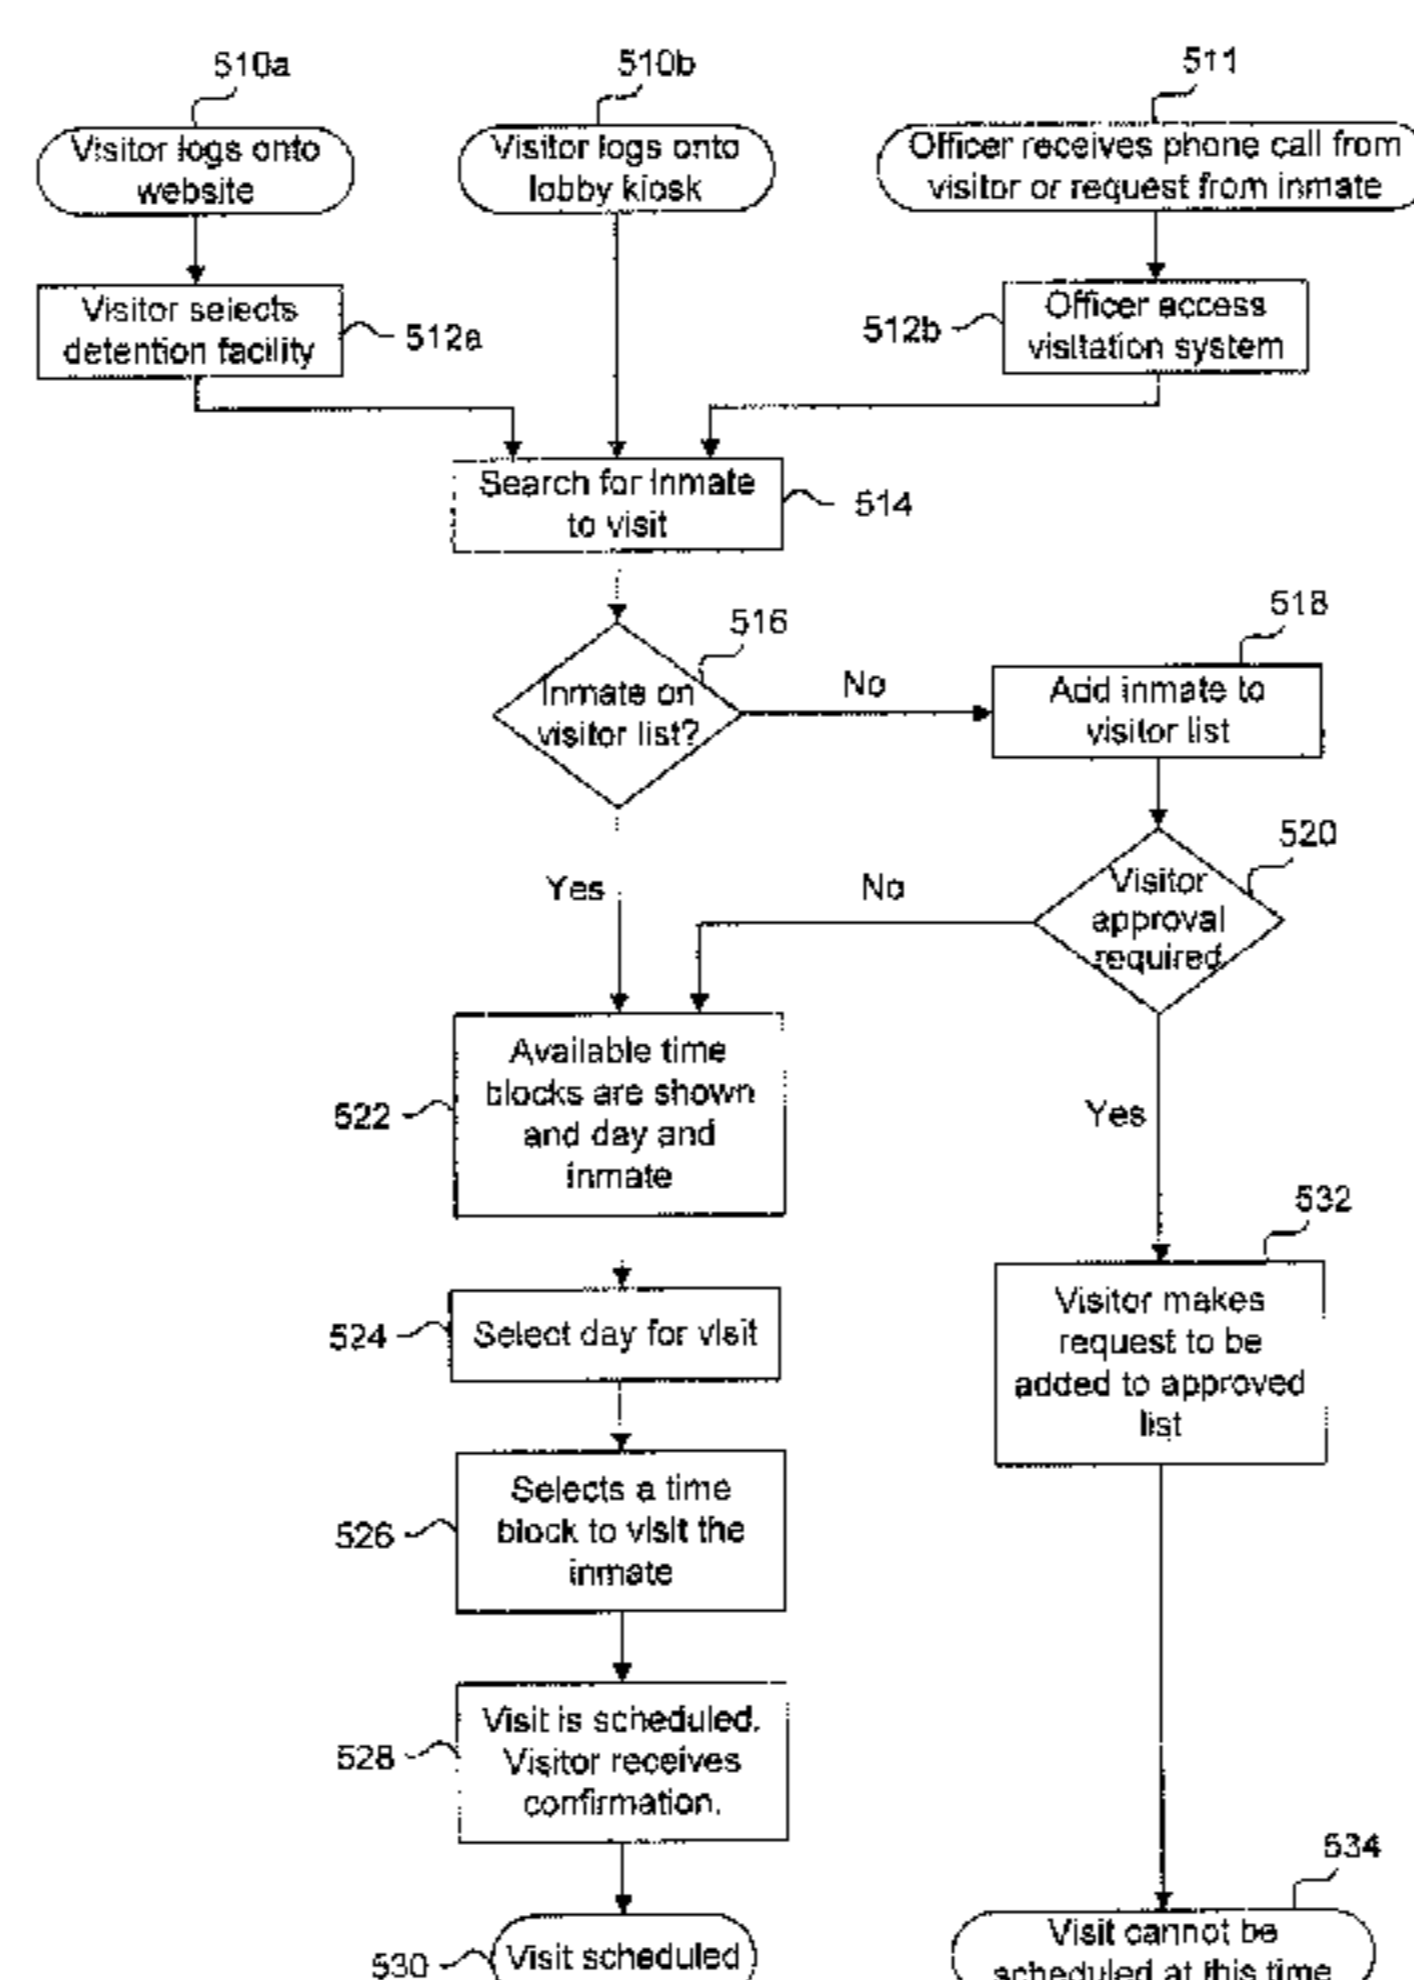 510a
510b
511
Visitor logs onto
website
Visitor logs onto
lobby kiosk
Officer receives phone call from
visitor or request from inmate
Visitor selects
detention facility
512a
512b
Officer access
visitation system
Search for inmate
to visit
514
516
518
Inmate on
visitor list?
No
Add inmate to
visitor list
520
Yes
No
Visitor
approval
required
Available time
blocks are shown
and day and
inmate
522
Yes
532
524
Select day for visit
Visitor makes
request to be
added to approved
list
526
Selects a time
block to visit the
inmate
528
Visit is scheduled.
Visitor receives
confirmation.
534
530
Visit scheduled
Visit cannot be
scheduled at this time